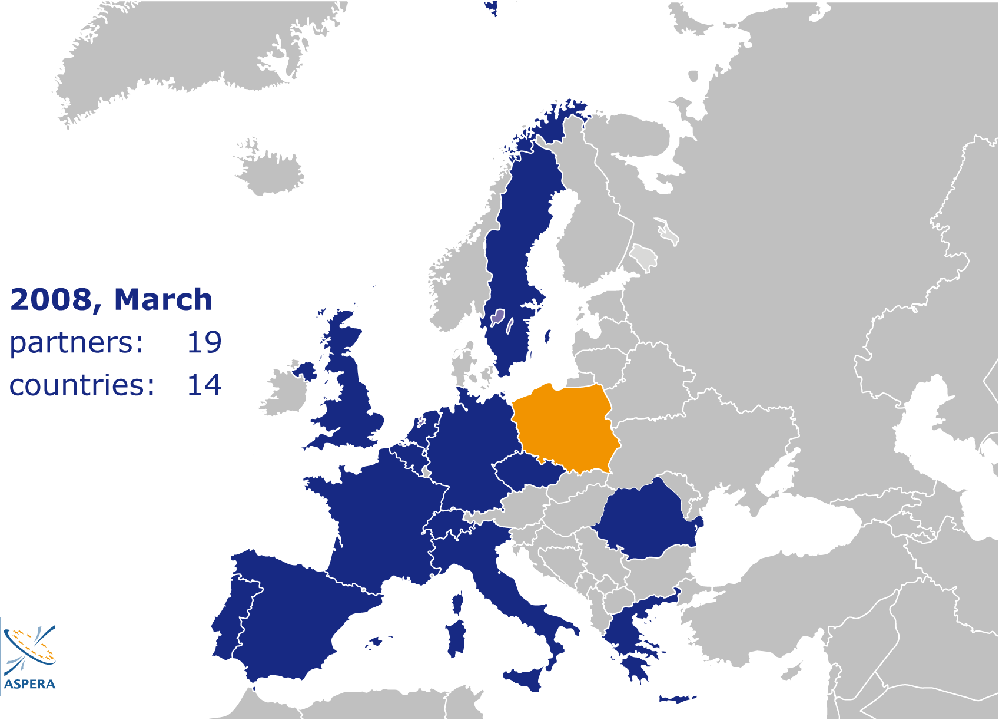 2008, March
partners: 19
countries: 14
ASPERA